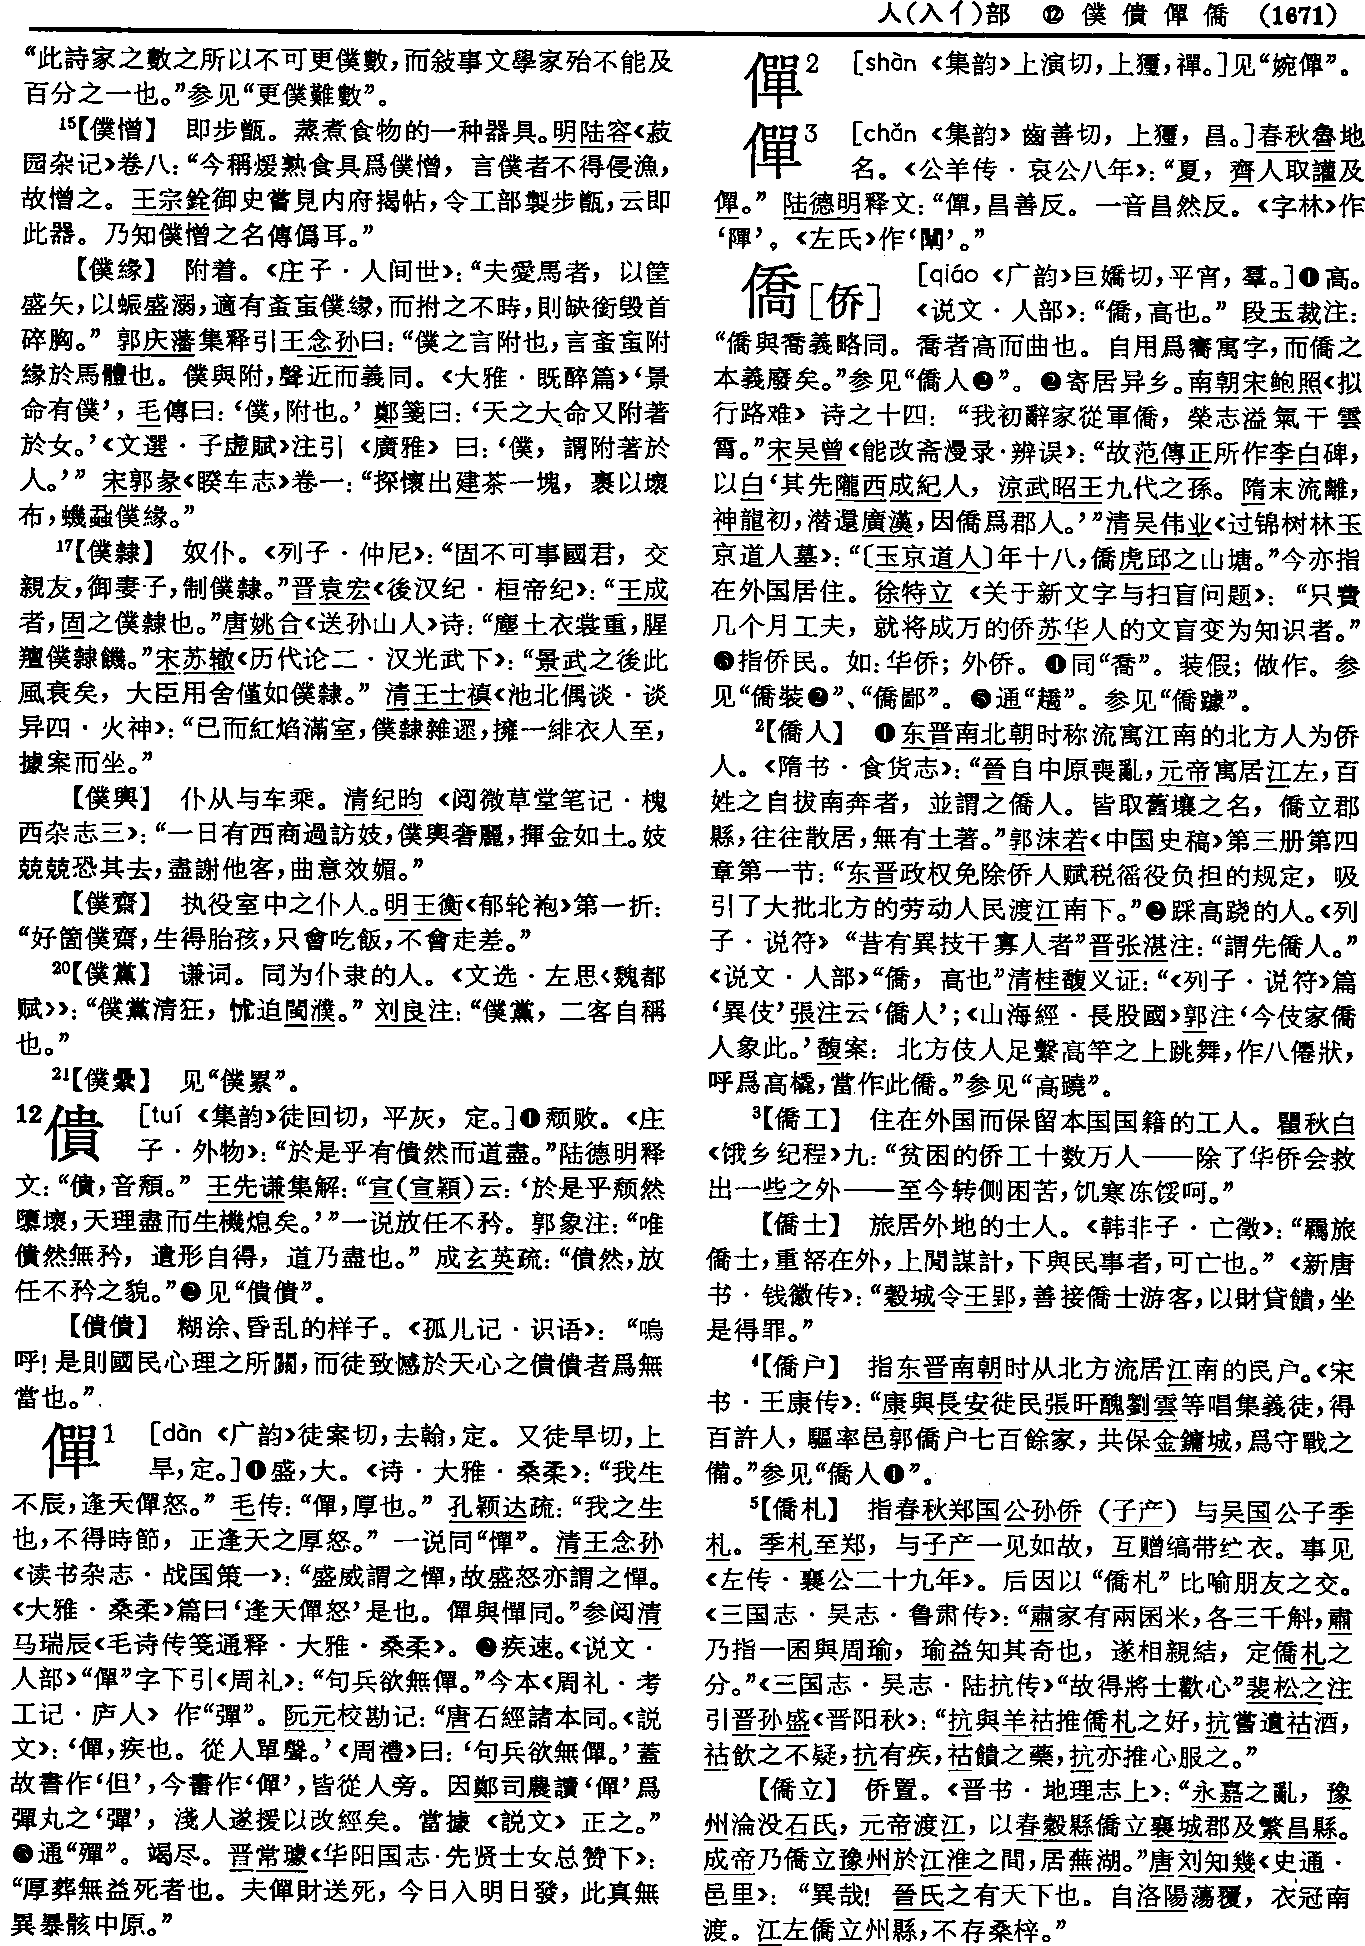 人(入亻)部 ⑫ 僕僓僤僑 (1671)
“此詩家之數之所以不可更僕數，而敍事文學家殆不能及
百分之一也。”参见“更僕難數”。
15【僕憎】 即步甑。蒸煮食物的一种器具。明陆容《菽
园杂记》卷八：“今稱煖熟食具爲僕憎，言僕者不得侵漁，
故憎之。王宗銓御史嘗見内府揭帖，令工部製步甑，云即
此器。乃知僕憎之名傳僞耳。”
【僕緣】 附着。《庄子·人间世》：“夫愛馬者，以筐
盛矢，以蜄盛溺，適有蚉䖟僕緣，而拊之不時，則缺銜毁首
碎胸。”郭庆藩集释引王念孙曰：“僕之言附也，言蚉䖟附
緣於馬體也。僕與附，聲近而義同。《大雅·既醉篇》‘景
命有僕’，毛傳曰：‘僕，附也。’鄭箋曰：‘天之大命又附著
於女。’《文選·子虛賦》注引《廣雅》曰：‘僕，謂附著於
人。’”宋郭彖《睽车志》卷一：“探懷出建茶一塊，裹以壞
布，蟣蝨僕緣。”
17【僕隸】 奴仆。《列子·仲尼》：“固不可事國君，交
親友，御妻子，制僕隸。”晋袁宏《後汉纪·桓帝纪》：“王成
者，固之僕隸也。”唐姚合《送孙山人》诗：“塵土衣裳重，腥
羶僕隸饑。”宋苏辙《历代论二·汉光武下》：“景武之後此
風衰矣，大臣用舍僅如僕隸。”清王士禛《池北偶谈·谈
异四·火神》：“已而紅焰滿室，僕隸雜遝，擁一緋衣人至，
據案而坐。”
【僕輿】 仆从与车乘。清纪昀《阅微草堂笔记·槐
西杂志三》：“一日有西商過訪妓，僕輿奢麗，揮金如土。妓
兢兢恐其去，盡謝他客，曲意效媚。”
【僕齋】 执役室中之仆人。明王衡《郁轮袍》第一折：
“好箇僕齋，生得胎孩，只會吃飯，不會走差。”
20【僕黨】 谦词。同为仆隶的人。《文选·左思《魏都
赋》》：“僕黨清狂，怵迫閩濮。”刘良注：“僕黨，二客自稱
也。”
21【僕纍】 见“僕累”。
12僓 [tuí《集韵》徒回切，平灰，定。]❶颓败。《庄
子·外物》：“於是乎有僓然而道盡。”陆德明释
文：“僓，音頹。”王先谦集解：“宣(宣穎)云：‘於是乎頹然
隳壞，天理盡而生機熄矣。’”一说放任不矜。郭象注：“唯
僓然無矜，遺形自得，道乃盡也。”成玄英疏：“僓然，放
任不矜之貌。”❷见“僓僓”。
【僓僓】 糊涂、昏乱的样子。《孤儿记·识语》：“嗚
呼！是則國民心理之所闕，而徒致憾於天心之僓僓者爲無
當也。”
僤1 [dàn《广韵》徒案切，去翰，定。又徒旱切，上
旱，定。]❶盛，大。《诗·大雅·桑柔》：“我生
不辰，逢天僤怒。”毛传：“僤，厚也。”孔颖达疏：“我之生
也，不得時節，正逢天之厚怒。”一说同“憚”。清王念孙
《读书杂志·战国策一》：“盛威謂之憚，故盛怒亦謂之憚。
《大雅·桑柔》篇曰‘逢天僤怒’是也。僤與憚同。”参阅清
马瑞辰《毛诗传笺通释·大雅·桑柔》。❷疾速。《说文·
人部》“僤”字下引《周礼》：“句兵欲無僤。”今本《周礼·考
工记·庐人》作“彈”。阮元校勘记：“唐石經諸本同。《説
文》：‘僤，疾也。從人單聲。’《周禮》曰：‘句兵欲無僤。’蓋
故書作‘但’，今書作‘僤’，皆從人旁。因鄭司農讀‘僤’爲
彈丸之‘彈’，淺人遂援以改經矣。當據《説文》正之。”
❸通“殫”。竭尽。晋常璩《华阳国志·先贤士女总赞下》：
“厚葬無益死者也。夫僤財送死，今日入明日發，此真無
異暴骸中原。”
僤2 [shàn《集韵》上演切，上獮，禪。]见“婉僤”。
僤3 [chǎn《集韵》齒善切，上獮，昌。]春秋魯地
名。《公羊传·哀公八年》：“夏，齊人取讙及
僤。”陆德明释文：“僤，昌善反。一音昌然反。《字林》作
‘𨻶’。《左氏》作‘闡’。”
僑[侨] [qiáo《广韵》巨嬌切，平宵，羣。]❶高。
《说文·人部》：“僑，高也。”段玉裁注：
“僑與喬義略同。喬者高而曲也。自用爲寄寓字，而僑之
本義廢矣。”参见“僑人❷”。❷寄居异乡。南朝宋鲍照《拟
行路难》诗之十四：“我初辭家從軍僑，榮志溢氣干雲
霄。”宋吴曾《能改斋漫录·辨误》：“故范傳正所作李白碑，
以白‘其先隴西成紀人，涼武昭王九代之孫。隋末流離，
神龍初，潜還廣漢，因僑爲郡人。’”清吴伟业《过锦树林玉
京道人墓》：“〔玉京道人〕年十八，僑虎邱之山塘。”今亦指
在外国居住。徐特立《关于新文字与扫盲问题》：“只費
几个月工夫，就将成万的侨苏华人的文盲变为知识者。”
❸指侨民。如：华侨；外侨。❹同“喬”。装假；做作。参
见“僑裝❷”、“僑鄙”。❺通“趫”。参见“僑躆”。
2【僑人】 ❶东晋南北朝时称流寓江南的北方人为侨
人。《隋书·食货志》：“晉自中原喪亂，元帝寓居江左，百
姓之自拔南奔者，並謂之僑人。皆取舊壤之名，僑立郡
縣，往往散居，無有土著。”郭沫若《中国史稿》第三册第四
章第一节：“东晋政权免除侨人赋税徭役负担的规定，吸
引了大批北方的劳动人民渡江南下。”❷踩高跷的人。《列
子·说符》“昔有異技干寡人者”晋张湛注：“謂先僑人。”
《说文·人部》“僑，高也”清桂馥义证：“《列子·说符》篇
‘異伎’張注云‘僑人’；《山海經·長股國》郭注‘今伎家僑
人象此。’馥案：北方伎人足繫高竿之上跳舞，作八僊狀，
呼爲高橇，當作此僑。”参见“高蹺”。
3【僑工】 住在外国而保留本国国籍的工人。瞿秋白
《饿乡纪程》九：“贫困的侨工十数万人——除了华侨会救
出一些之外——至今转侧困苦，饥寒冻馁呵。”
【僑士】 旅居外地的士人。《韩非子·亡徵》：“羈旅
僑士，重帑在外，上閒謀計，下與民事者，可亡也。”《新唐
书·钱徽传》：“穀城令王郢，善接僑士游客，以財貸饋，坐
是得罪。”
4【僑户】 指东晋南朝时从北方流居江南的民户。《宋
书·王康传》：“康與長安徙民張旰醜劉雲等唱集義徒，得
百許人，驅率邑郭僑户七百餘家，共保金鏞城，爲守戰之
備。”参见“僑人❶”。
5【僑札】 指春秋郑国公孙侨（子产）与吴国公子季
札。季札至郑，与子产一见如故，互赠缟带纻衣。事见
《左传·襄公二十九年》。后因以“僑札”比喻朋友之交。
《三国志·吴志·鲁肃传》：“肅家有兩囷米，各三千斛，肅
乃指一囷與周瑜，瑜益知其奇也，遂相親結，定僑札之
分。”《三国志·吴志·陆抗传》“故得將士歡心”裴松之注
引晋孙盛《晋阳秋》：“抗與羊祜推僑札之好，抗嘗遺祜酒，
祜飲之不疑，抗有疾，祜饋之藥，抗亦推心服之。”
【僑立】 侨置。《晋书·地理志上》：“永嘉之亂，豫
州淪没石氏，元帝渡江，以春穀縣僑立襄城郡及繁昌縣。
成帝乃僑立豫州於江淮之間，居蕪湖。”唐刘知幾《史通·
邑里》：“異哉！晉氏之有天下也。自洛陽蕩覆，衣冠南
渡。江左僑立州縣，不存桑梓。”